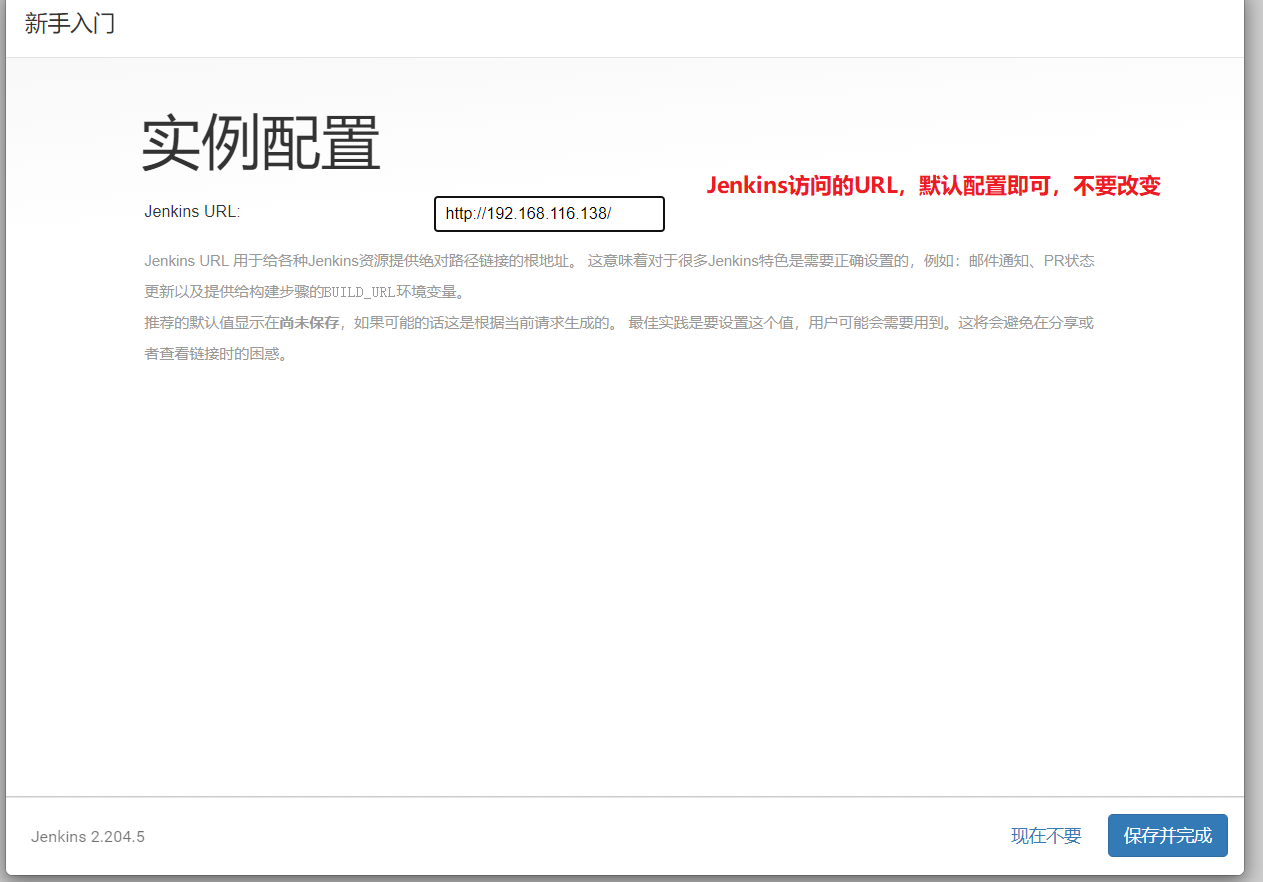 新手入门
实例配置
Jenkins访问的URL，默认配置即可，不要改变
Jenkins URL:
http://192.168.116.138/
Jenkins URL 用于给各种Jenkins资源提供绝对路径链接的根地址。 这意味着对于很多Jenkins特色是需要正确设置的，例如：邮件通知、PR状态
更新以及提供给构建步骤的BUILD_URL环境变量。
推荐的默认值显示在尚未保存，如果可能的话这是根据当前请求生成的。 最佳实践是要设置这个值，用户可能会需要用到。这将会避免在分享或
者查看链接时的困惑。
Jenkins 2.204.5
现在不要
保存并完成